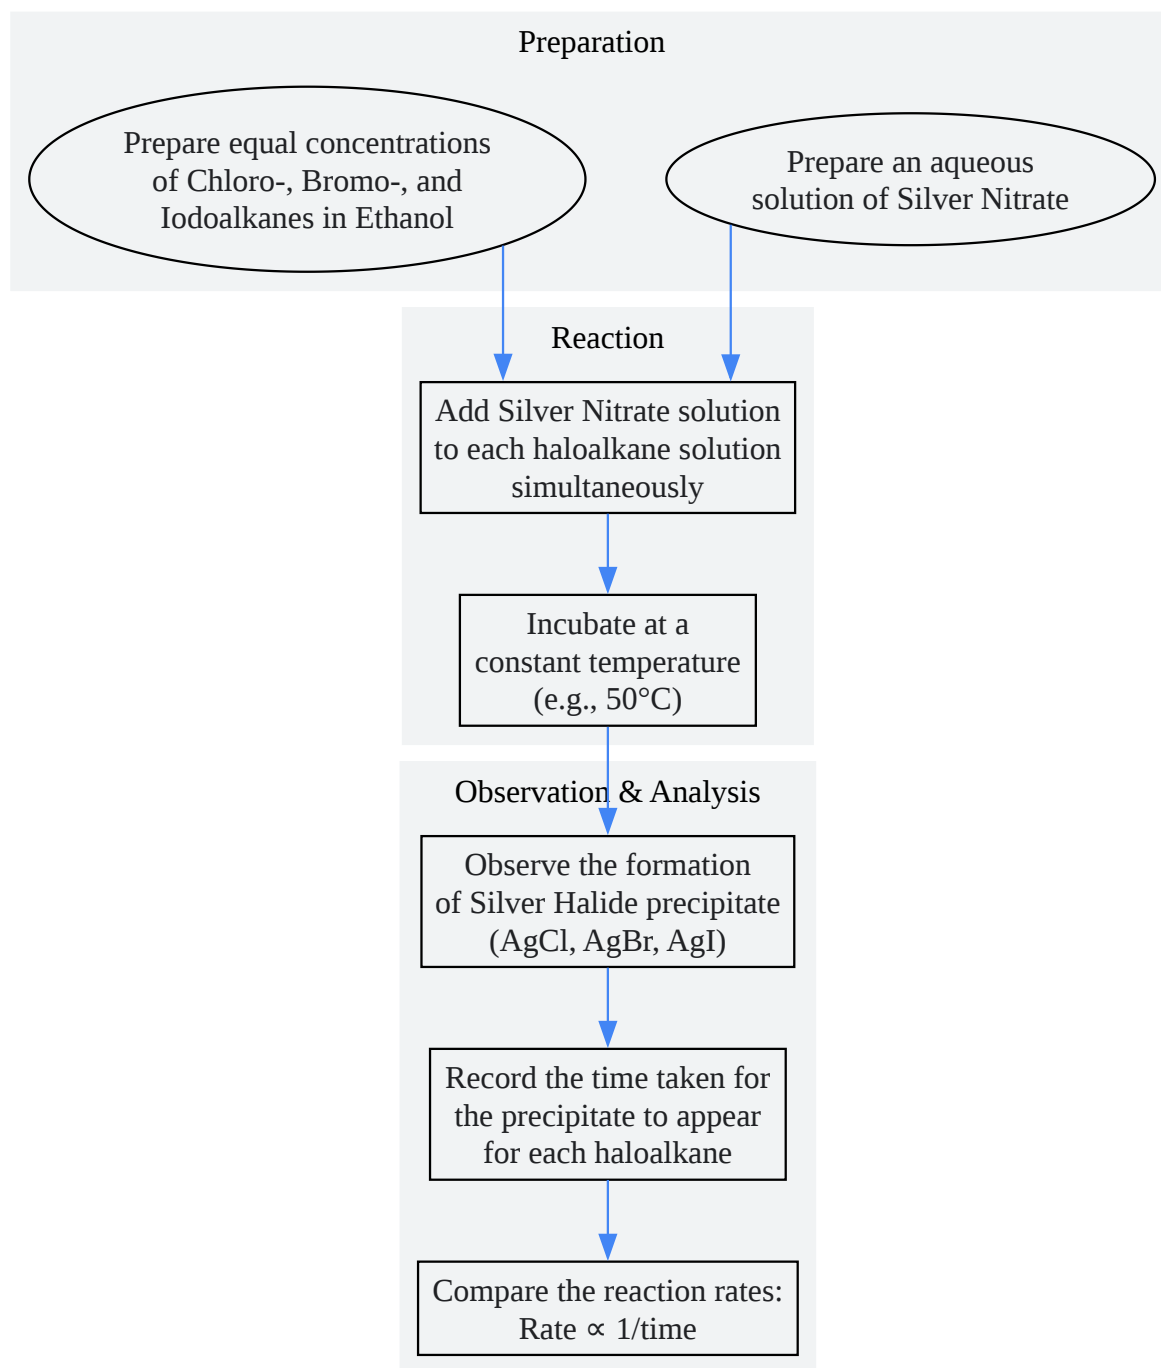 Preparation
Prepare equal concentrations
of Chloro-, Bromo-, and
Iodoalkanes in Ethanol
Prepare an aqueous
solution of Silver Nitrate
Reaction
Add Silver Nitrate solution
to each haloalkane solution
simultaneously
Incubate at a
constant temperature
(e.g., 50°C)
Observation & Analysis
Observe the formation
of Silver Halide precipitate
(AgCl, AgBr, AgI)
Record the time taken for
the precipitate to appear
for each haloalkane
Compare the reaction rates:
Rate ∝ 1/time